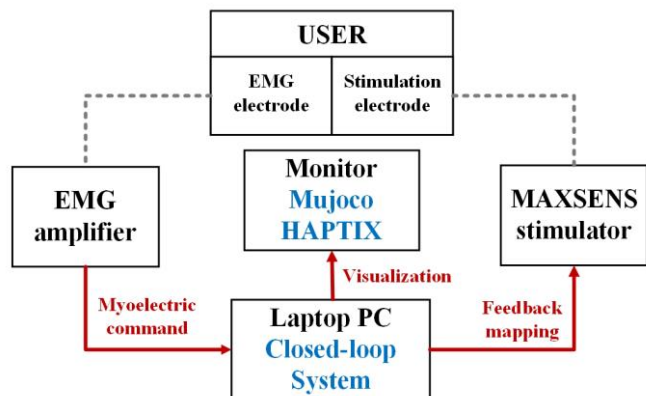 USER
EMG
electrode
Stimulation
electrode
Monitor
Mujoco
HAPTIX
EMG
amplifier
MAXSENS
stimulator
Visualization
Myoelectric
command
Feedback
mapping
Laptop PC
Closed-loop
System